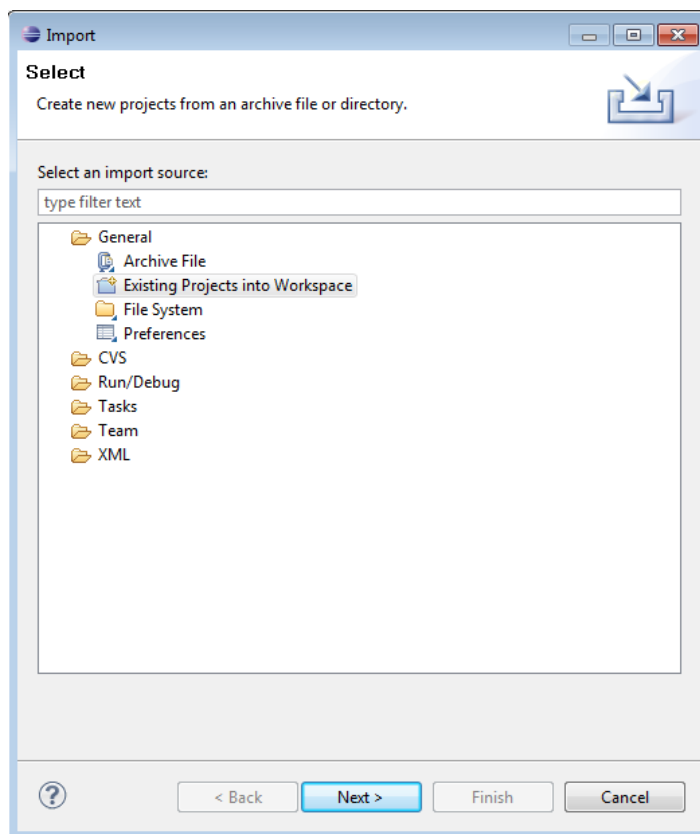 Import
Select
Create new projects from an archive file or directory.
Select an import source:
type filter text
General
Archive File
Existing Projects into Workspace
File System
Preferences
CVS
Run/Debug
Tasks
Team
XML
? < Back Next > Finish Cancel